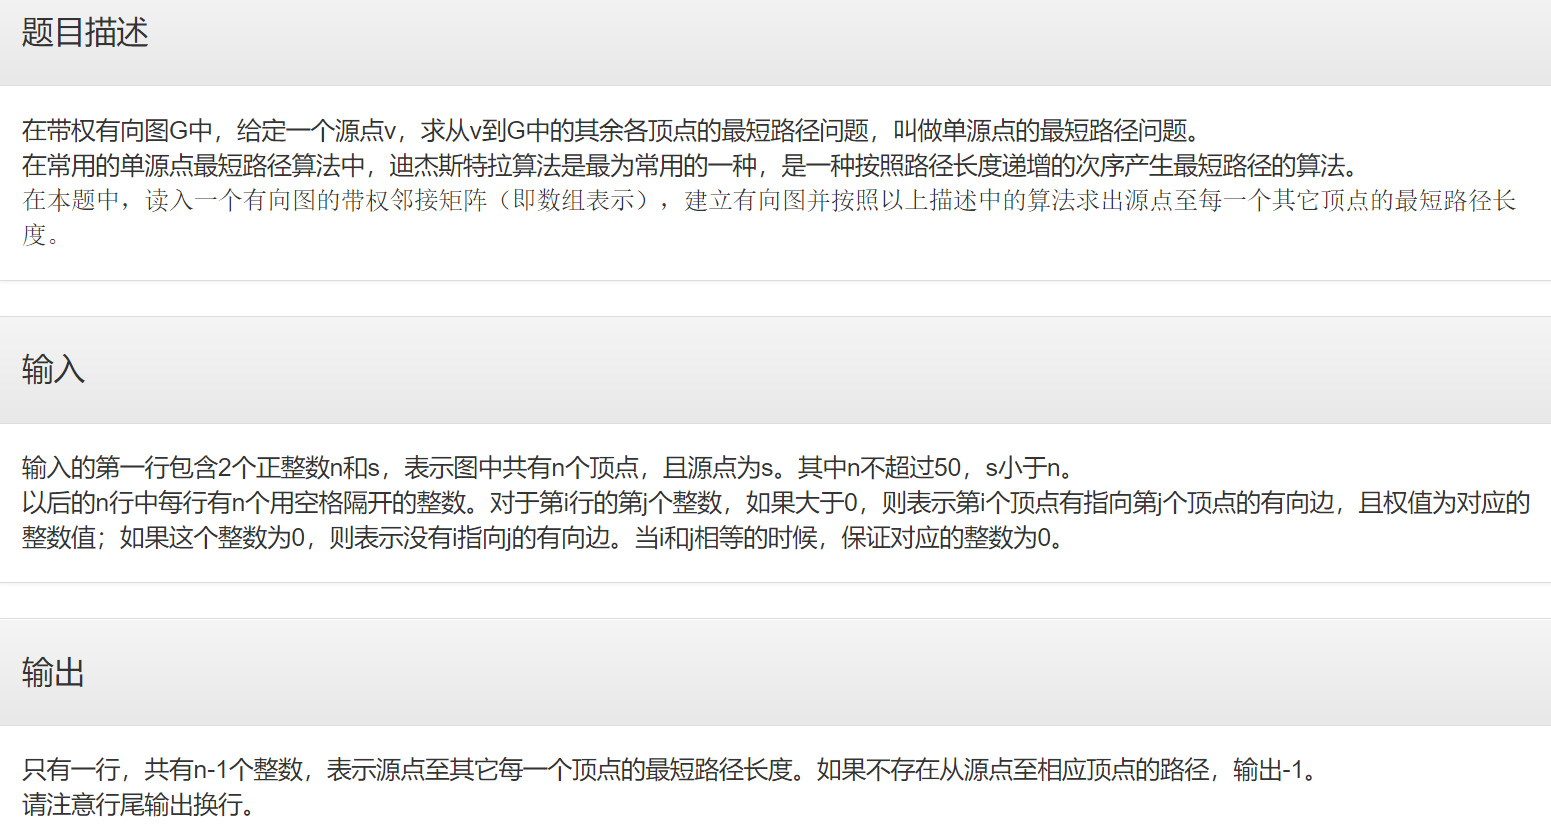 题目描述
在带权有向图G中，给定一个源点v，求从v到G中的其余各顶点的最短路径问题，叫做单源点的最短路径问题。
在常用的单源点最短路径算法中，迪杰斯特拉算法是最为常用的一种，是一种按照路径长度递增的次序产生最短路径的算法。
在本题中，读入一个有向图的带权邻接矩阵（即数组表示），建立有向图并按照以上描述中的算法求出源点至每一个其它顶点的最短路径长
度。
输入
输入的第一行包含2个正整数n和s，表示图中共有n个顶点，且源点为s。其中n不超过50，s小于n。
以后的n行中每行有n个用空格隔开的整数。对于第i行的第j个整数，如果大于0，则表示第i个顶点有指向第j个顶点的有向边，且权值为对应的
整数值；如果这个整数为0，则表示没有i指向j的有向边。当i和j相等的时候，保证对应的整数为0。
输出
只有一行，共有n-1个整数，表示源点至其它每一个顶点的最短路径长度。如果不存在从源点至相应顶点的路径，输出-1。
请注意行尾输出换行。